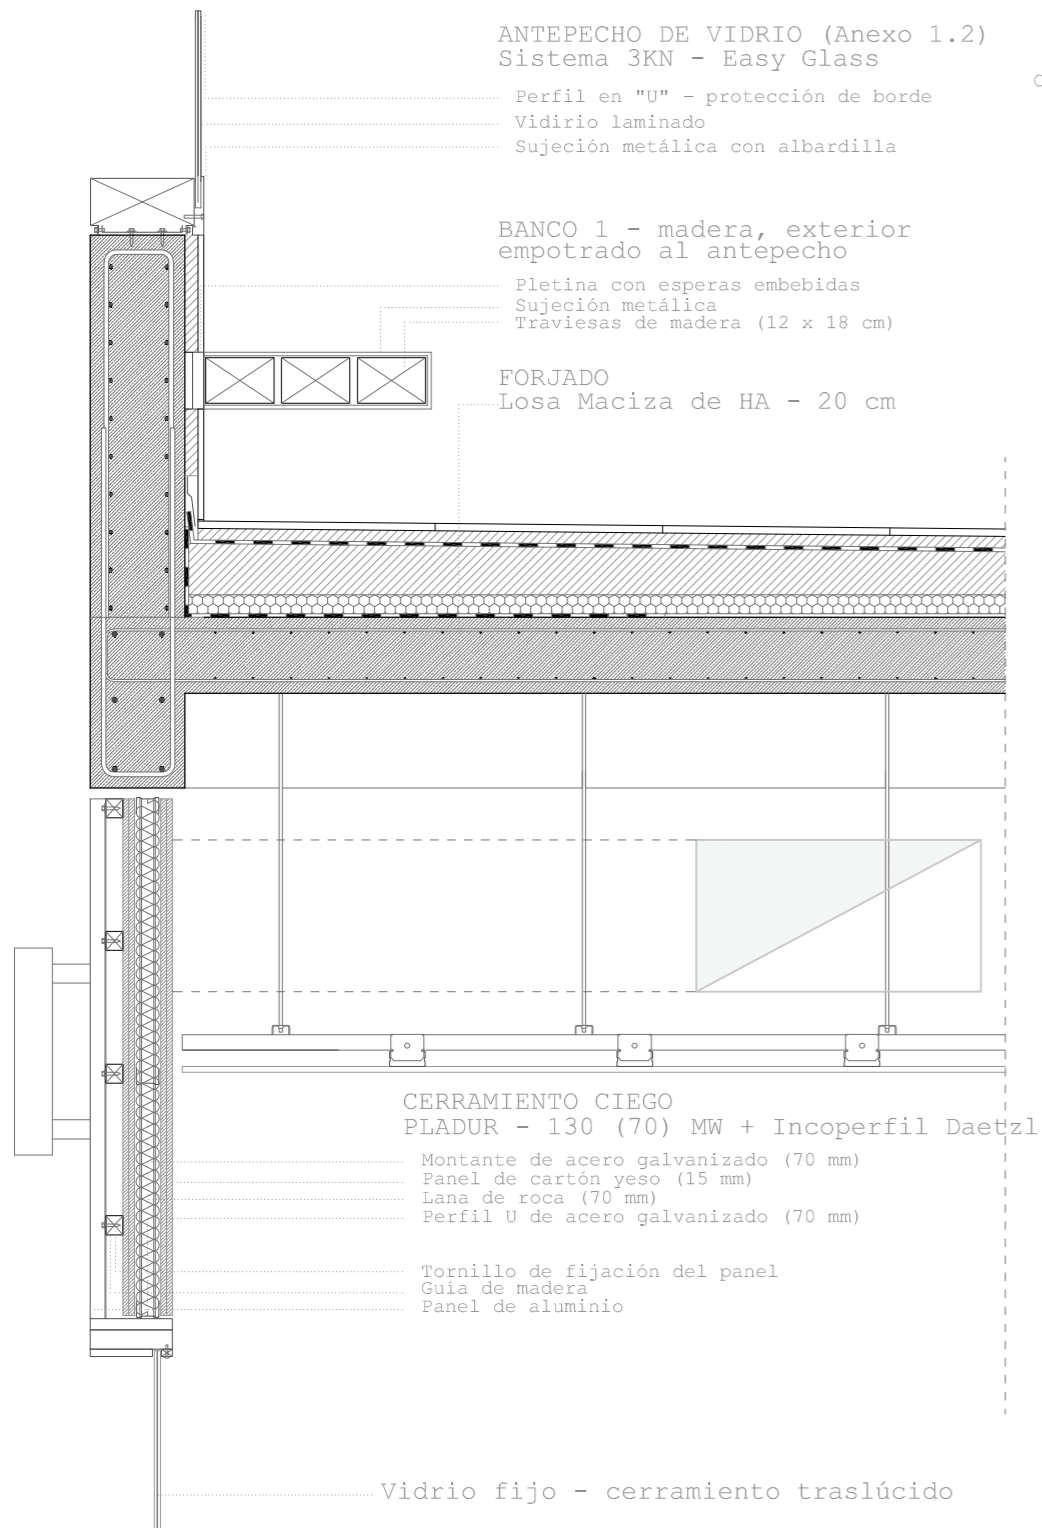 ANTEPECHO DE VIDRIO (Anexo 1.2)
Sistema 3KN - Easy Glass
Perfil en "U" - protección de borde
Vidirio laminado
Sujeción metálica con albardilla
BANCO 1 - madera, exterior
empotrado al antepecho
Pletina con esperas embebidas
Sujeción metálica
Traviesas de madera (12 x 18 cm)
FORJADO
Losa Maciza de HA - 20 cm
CERRAMIENTO CIEGO
PLADUR - 130 (70) MW + Incoperfil Daetzl
Montante de acero galvanizado (70 mm)
Panel de cartón yeso (15 mm)
Lana de roca (70 mm)
Perfil U de acero galvanizado (70 mm)
Tornillo de fijación del panel
Guía de madera
Panel de aluminio
Vidrio fijo - cerramiento traslúcido